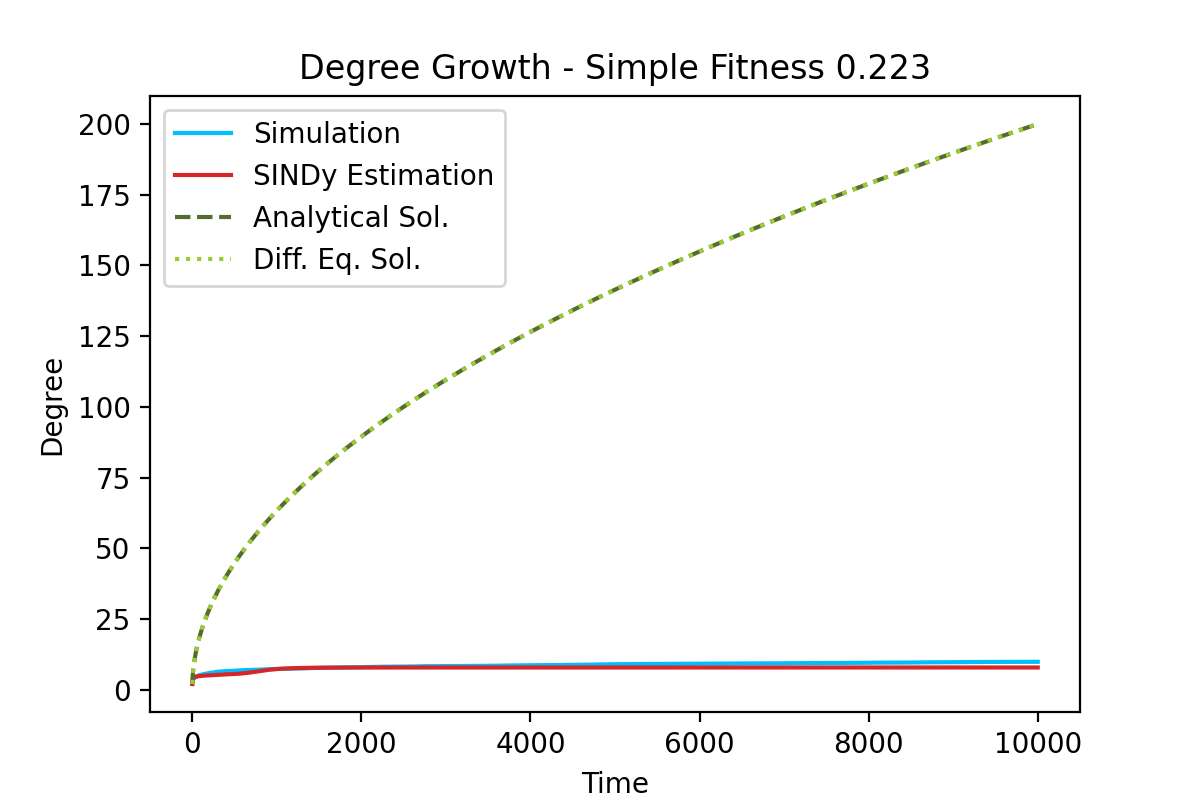 Degree Growth - Simple Fitness 0.223
Simulation
SINDy Estimation
Analytical Sol.
Diff. Eq. Sol.
Degree
200
175
150
125
100
75
50
25
0
0 2000 4000 6000 8000 10000
Time